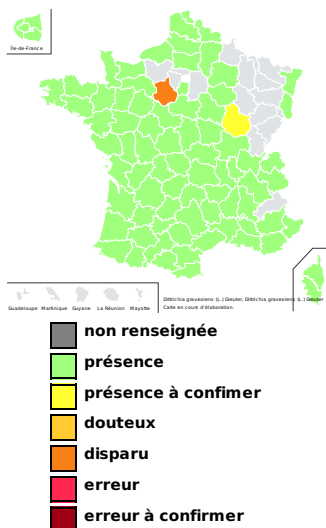 Île-de-France
Guadeloupe Martinique Guyane La Réunion Mayotte
Dittrichia graveolens (L.) Greuter, Dittrichia graveolens (L.) Greuter
Carte en cours d'élaboration.
non renseignée
présence
présence à confimer
douteux
disparu
erreur
erreur à confirmer